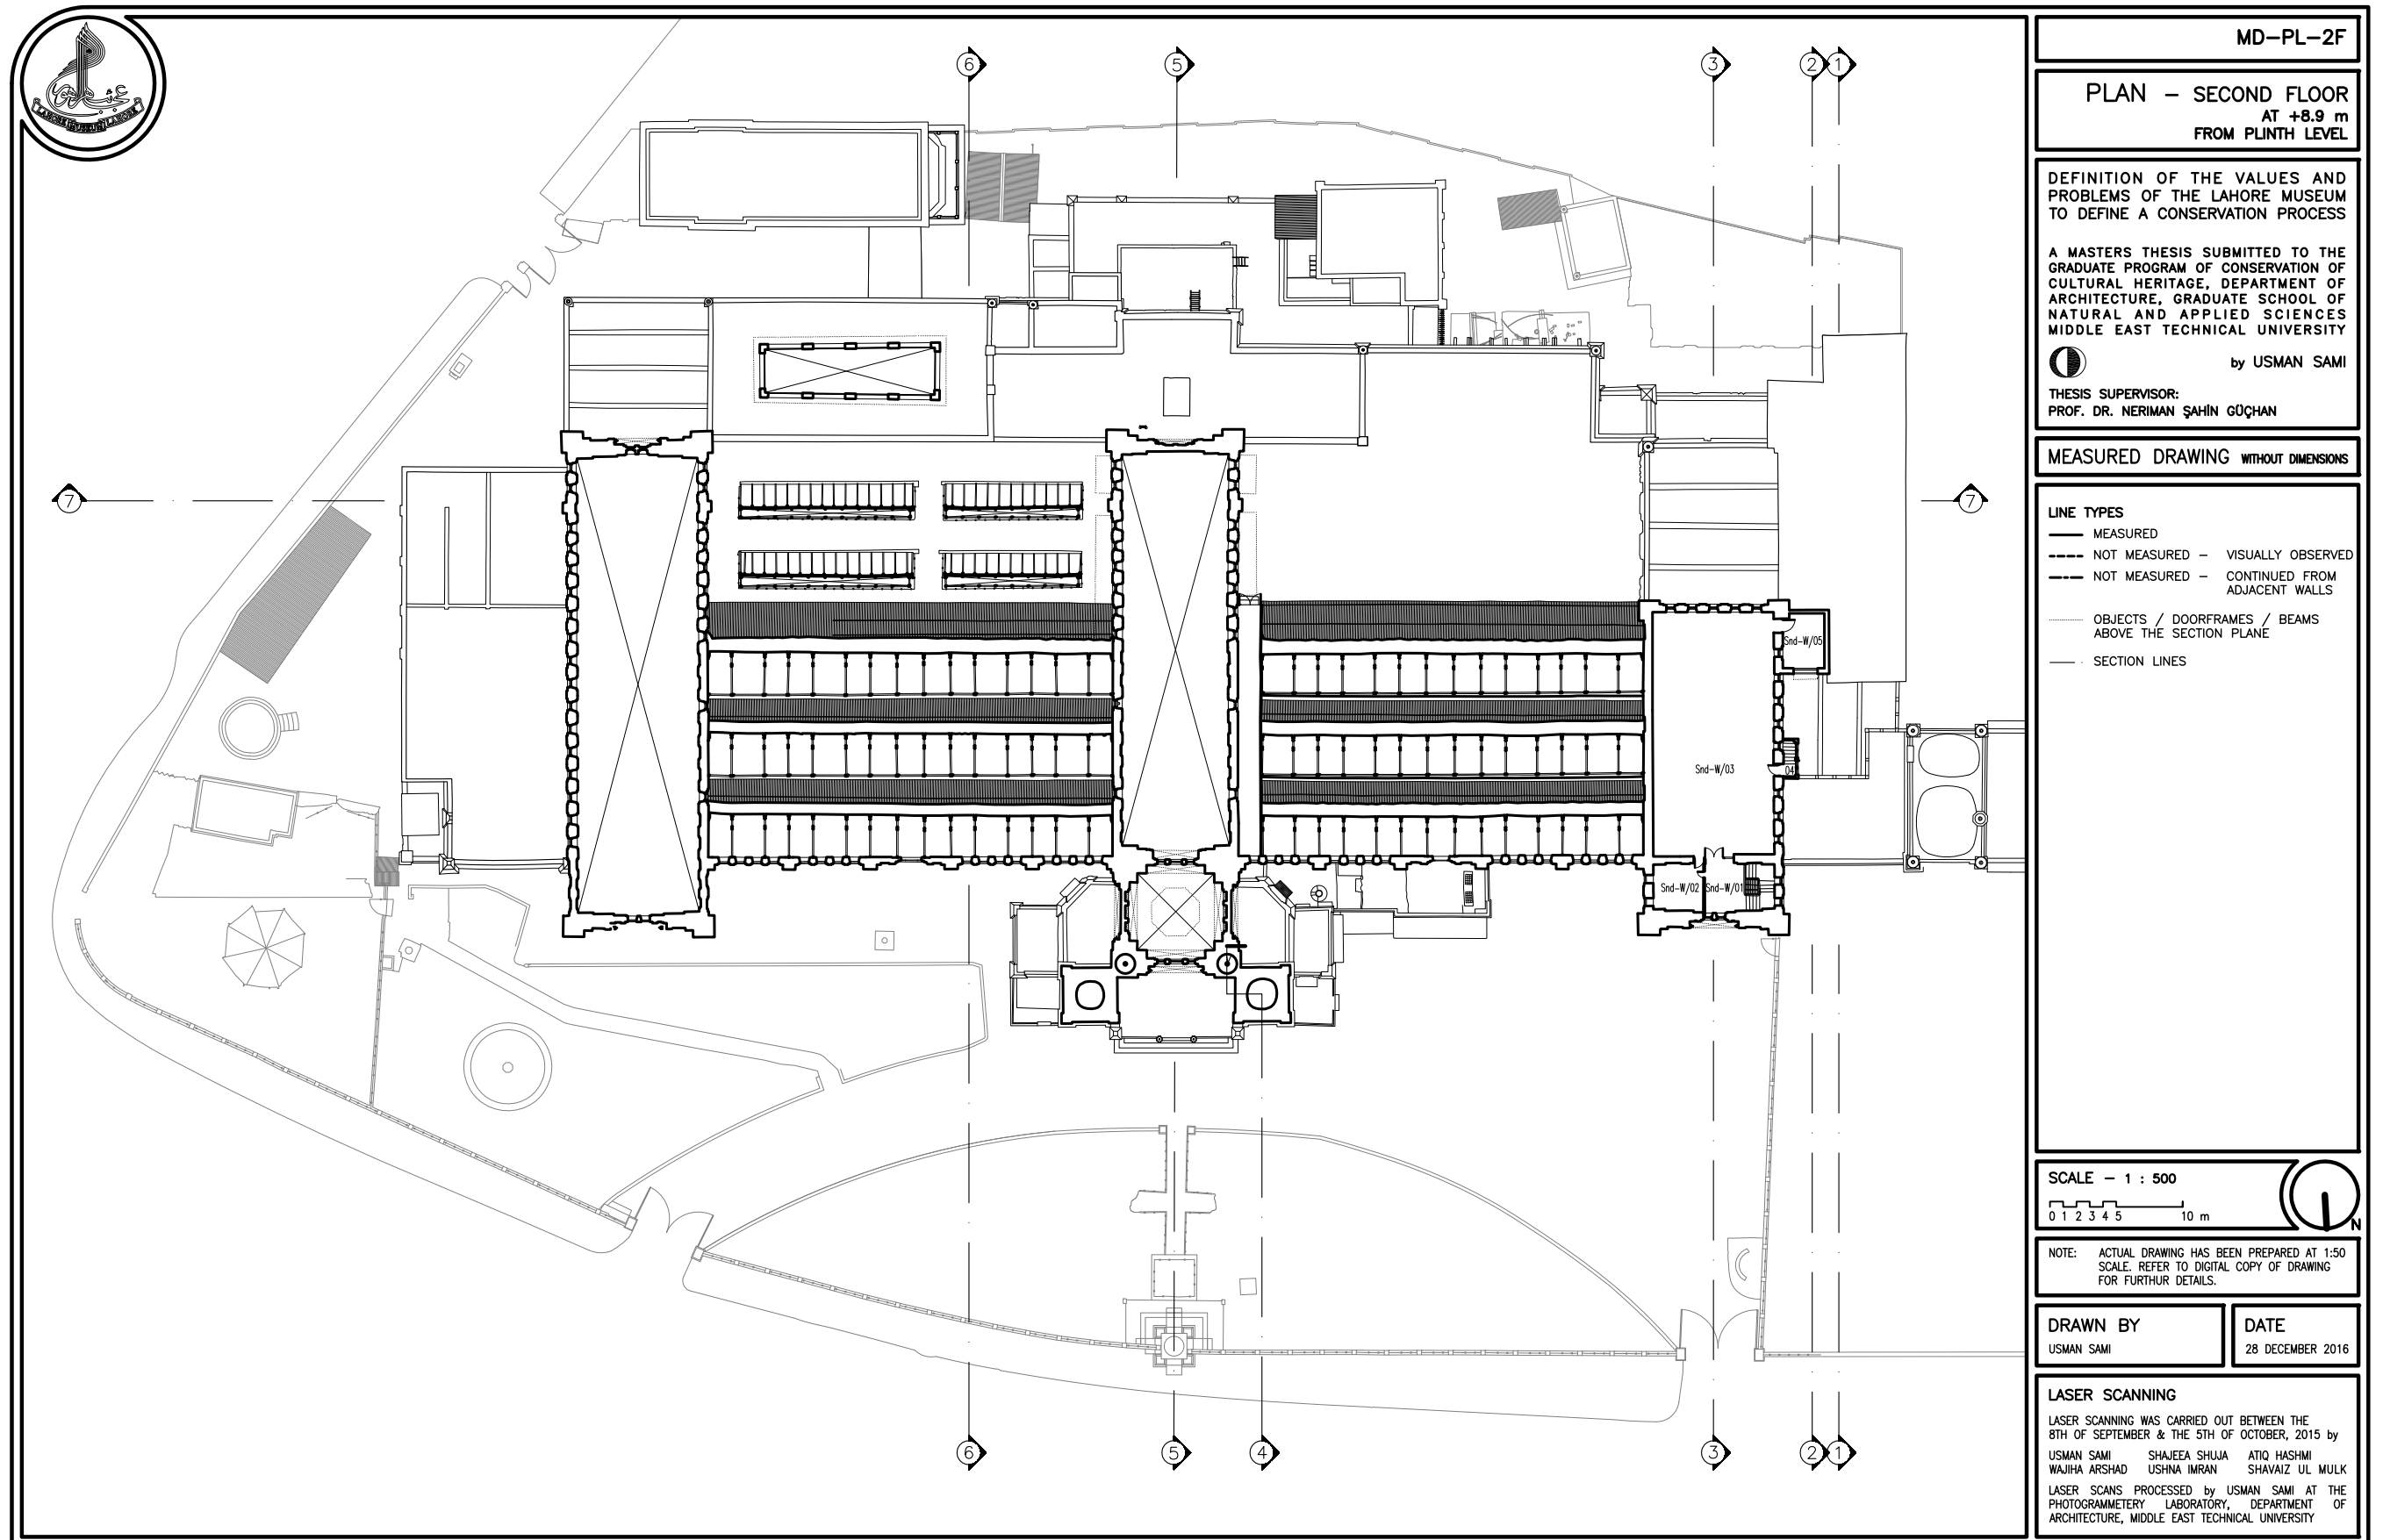 LAHORE MUSEUM LAHORE
6
5
3
2
1
7
7
Snd-W/05
Snd-W/03
04
Snd-W/02
Snd-W/01
6
5
4
3
2
1
MD-PL-2F
PLAN - SECOND FLOOR
AT +8.9 m
FROM PLINTH LEVEL
DEFINITION OF THE VALUES AND
PROBLEMS OF THE LAHORE MUSEUM
TO DEFINE A CONSERVATION PROCESS
A MASTERS THESIS SUBMITTED TO THE
GRADUATE PROGRAM OF CONSERVATION OF
CULTURAL HERITAGE, DEPARTMENT OF
ARCHITECTURE, GRADUATE SCHOOL OF
NATURAL AND APPLIED SCIENCES
MIDDLE EAST TECHNICAL UNIVERSITY
by USMAN SAMI
THESIS SUPERVISOR:
PROF. DR. NERIMAN ŞAHİN GÜÇHAN
MEASURED DRAWING WITHOUT DIMENSIONS
LINE TYPES
MEASURED
NOT MEASURED - VISUALLY OBSERVED
NOT MEASURED - CONTINUED FROM
ADJACENT WALLS
OBJECTS / DOORFRAMES / BEAMS
ABOVE THE SECTION PLANE
SECTION LINES
SCALE - 1 : 500
0 1 2 3 4 5 10 m
N
NOTE: ACTUAL DRAWING HAS BEEN PREPARED AT 1:50
SCALE. REFER TO DIGITAL COPY OF DRAWING
FOR FURTHUR DETAILS.
DRAWN BY
USMAN SAMI
DATE
28 DECEMBER 2016
LASER SCANNING
LASER SCANNING WAS CARRIED OUT BETWEEN THE
8TH OF SEPTEMBER & THE 5TH OF OCTOBER, 2015 by
USMAN SAMI SHAJEEA SHUJA ATIQ HASHMI
WAJIHA ARSHAD USHNA IMRAN SHAVAIZ UL MULK
LASER SCANS PROCESSED by USMAN SAMI AT THE
PHOTOGRAMMETERY LABORATORY, DEPARTMENT OF
ARCHITECTURE, MIDDLE EAST TECHNICAL UNIVERSITY